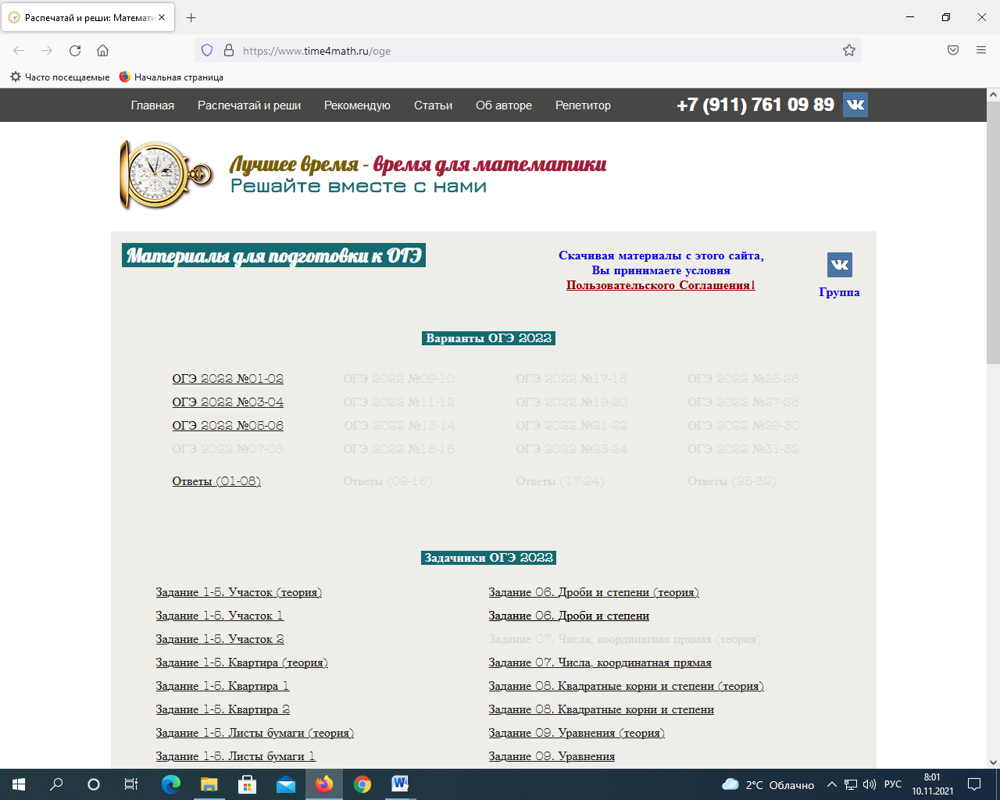 Распечатай и реши: Математи
https://www.time4math.ru/oge
Часто посещаемые Начальная страница
Главная Распечатай и реши Рекомендую Статьи Об авторе Репетитор +7 (911) 761 09 89
Лучшее время - время для математики
Решайте вместе с нами
Материалы для подготовки к ОГЭ
Скачивая материалы с этого сайта,
Вы принимаете условия
Пользовательского Соглашения!
Группа
Варианты ОГЭ 2022
ОГЭ 2022 №01-02 ОГЭ 2022 №09-10 ОГЭ 2022 №17-18 ОГЭ 2022 №25-26
ОГЭ 2022 №03-04 ОГЭ 2022 №11-12 ОГЭ 2022 №19-20 ОГЭ 2022 №27-28
ОГЭ 2022 №05-06 ОГЭ 2022 №13-14 ОГЭ 2022 №21-22 ОГЭ 2022 №29-30
ОГЭ 2022 №07-08 ОГЭ 2022 №15-16 ОГЭ 2022 №23-24 ОГЭ 2022 №31-32
Ответы (01-08) Ответы (09-16) Ответы (17-24) Ответы (25-32)
Задачники ОГЭ 2022
Задание 1-5. Участок (теория) Задание 06. Дроби и степени (теория)
Задание 1-5. Участок 1 Задание 06. Дроби и степени
Задание 1-5. Участок 2 Задание 07. Числа, координатная прямая (теория)
Задание 1-5. Квартира (теория) Задание 07. Числа, координатная прямая
Задание 1-5. Квартира 1 Задание 08. Квадратные корни и степени (теория)
Задание 1-5. Квартира 2 Задание 08. Квадратные корни и степени
Задание 1-5. Листы бумаги (теория) Задание 09. Уравнения (теория)
Задание 1-5. Листы бумаги 1 Задание 09. Уравнения
2°C Облачно РУС 8:01
10.11.2021